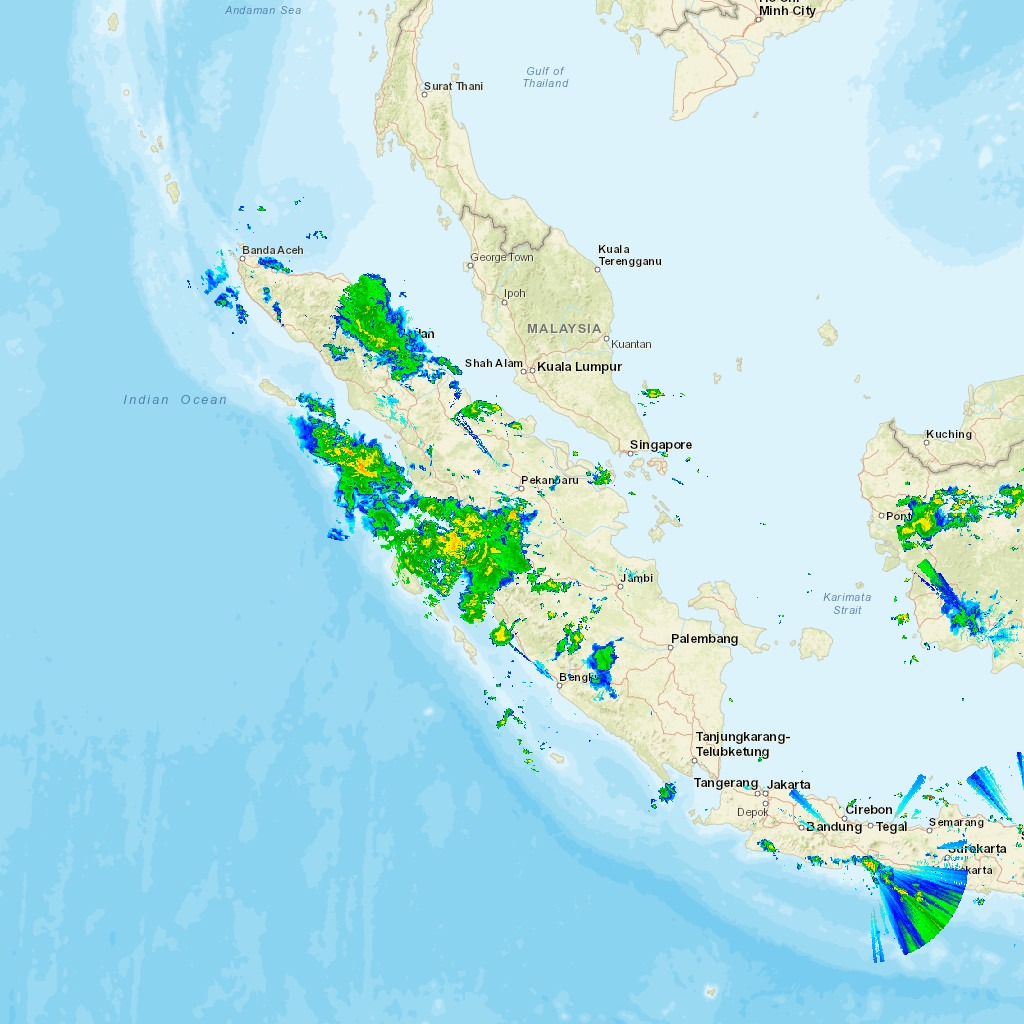 Andaman Sea
Minh City
Gulf of
Thailand
Surat Thani
Banda Aceh
Kuala
Terengganu
George Town
Ipoh
MALAYSIA
Kuantan
Shah Alam
Kuala Lumpur
Indian Ocean
Singapore
Kuching
Pekanbaru
Jambi
Karimata
Strait
Palembang
Tanjungkarang-
Telubketung
Tangerang
Jakarta
Depok
Cirebon
Bandung
Tegal
Semarang
Surakarta